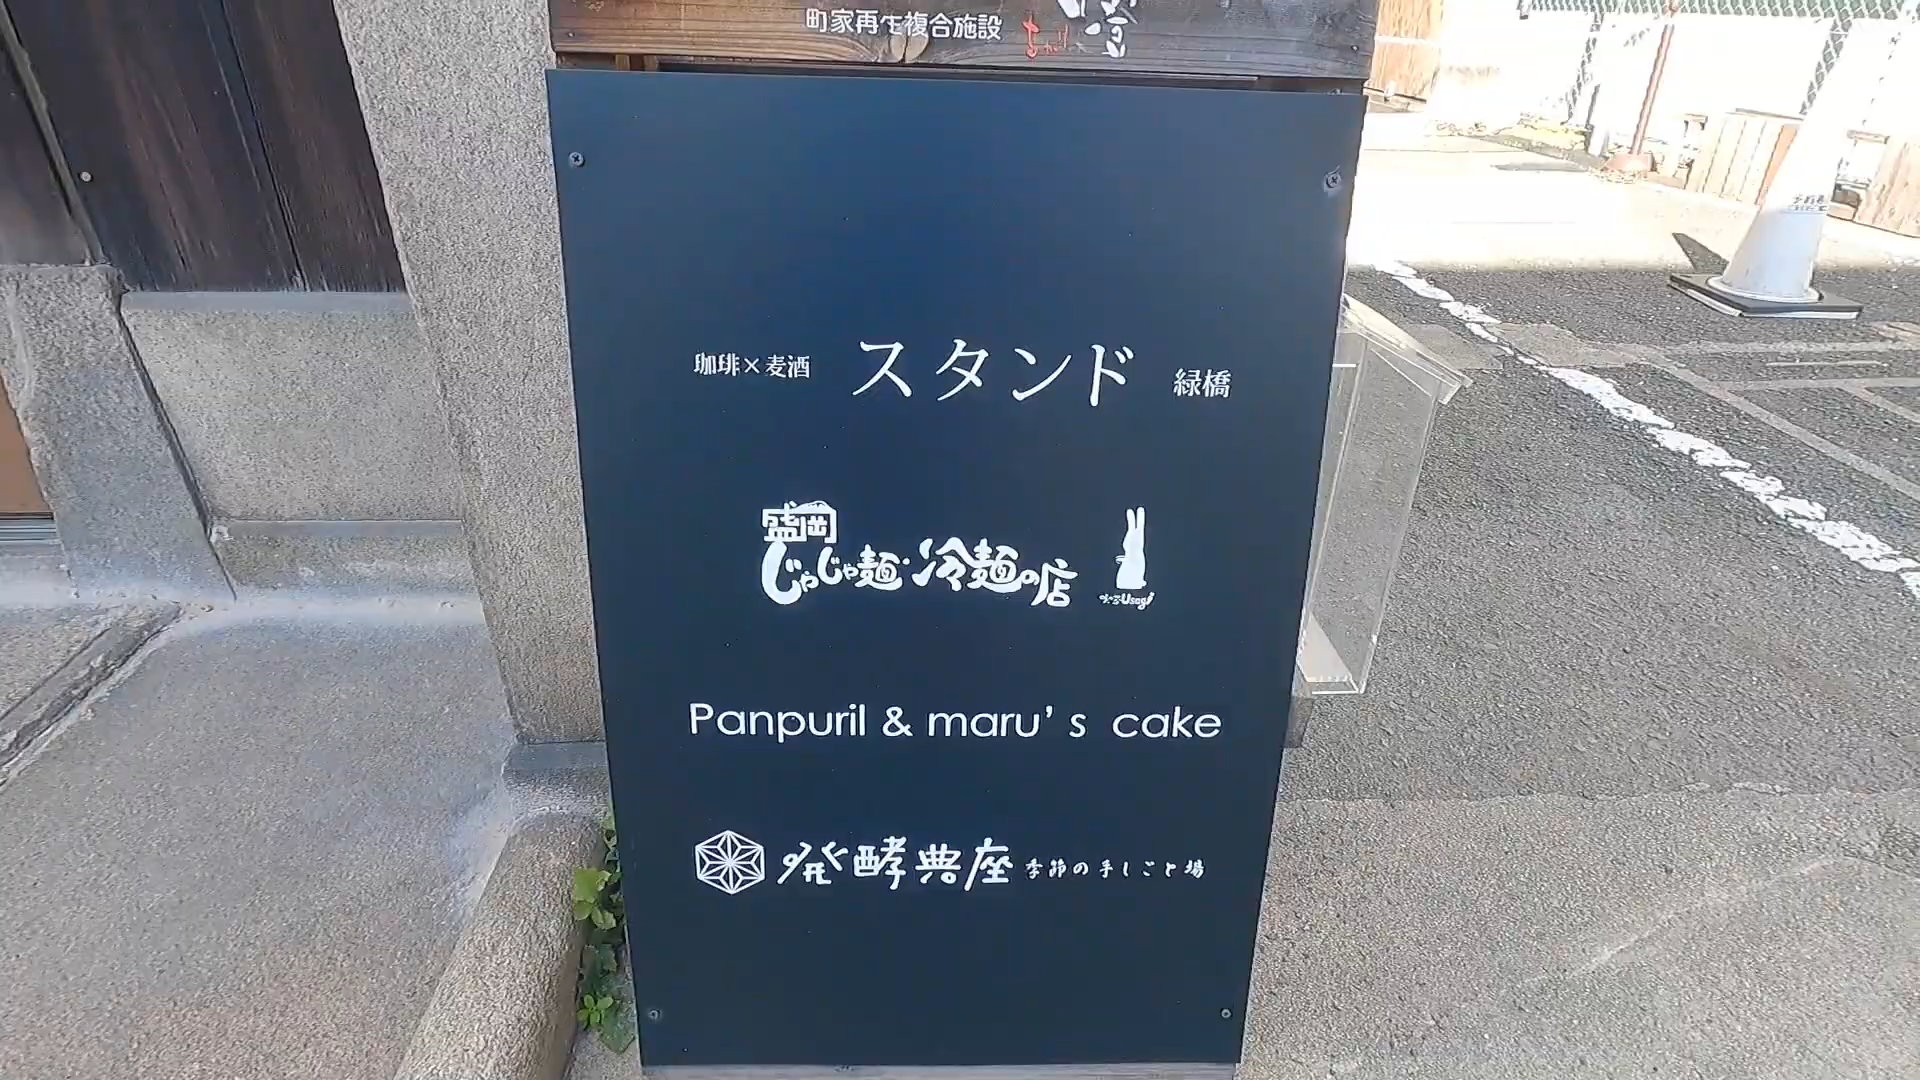 町家再生複合施設
珈琲×麦酒 スタンド 緑橋
盛岡
じゃじゃ麺・冷麺の店
Usagi
Panpuril & maru's cake
発酵典座 季節の手しごと場